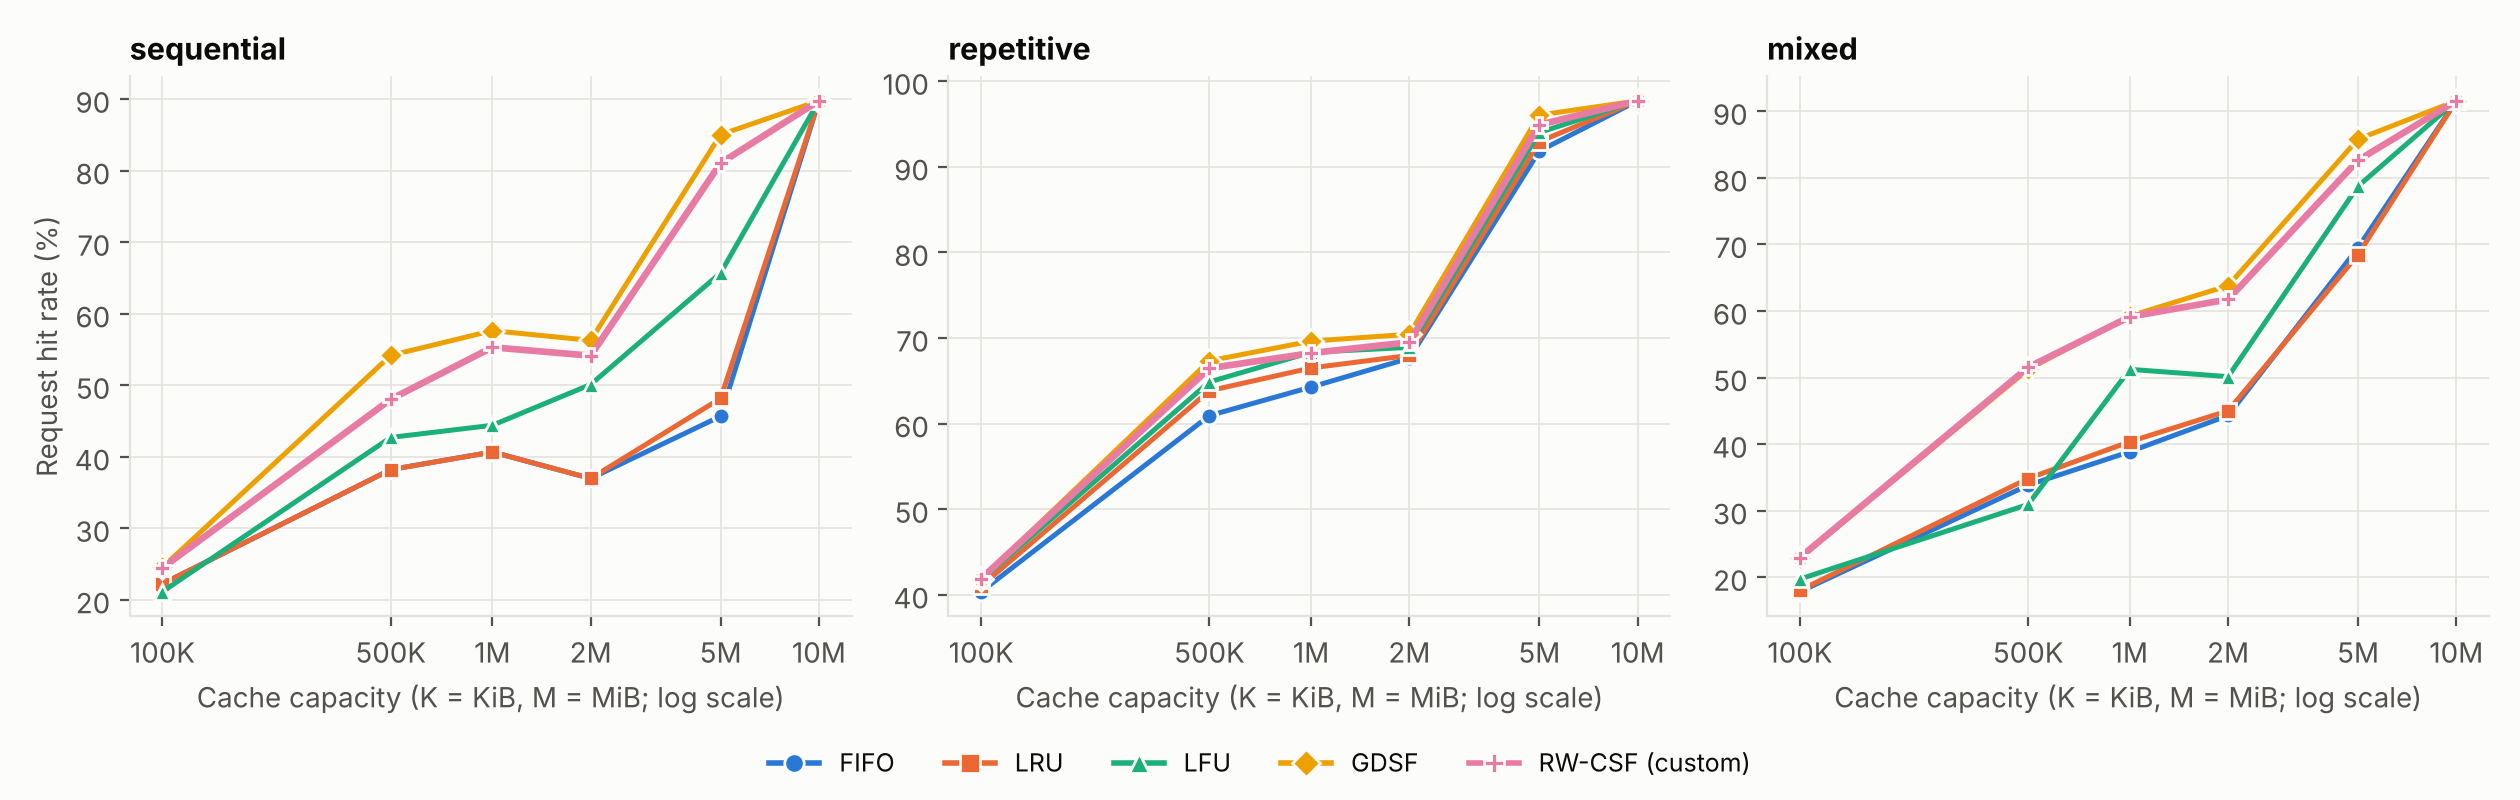 sequential
repetitive
mixed
Request hit rate (%)
90
80
70
60
50
40
30
20
100
90
80
70
60
50
40
90
80
70
60
50
40
30
20
100K 500K 1M 2M 5M 10M
100K 500K 1M 2M 5M 10M
100K 500K 1M 2M 5M 10M
Cache capacity (K = KiB, M = MiB; log scale)
Cache capacity (K = KiB, M = MiB; log scale)
Cache capacity (K = KiB, M = MiB; log scale)
FIFO LRU LFU GDSF RW-CSF (custom)